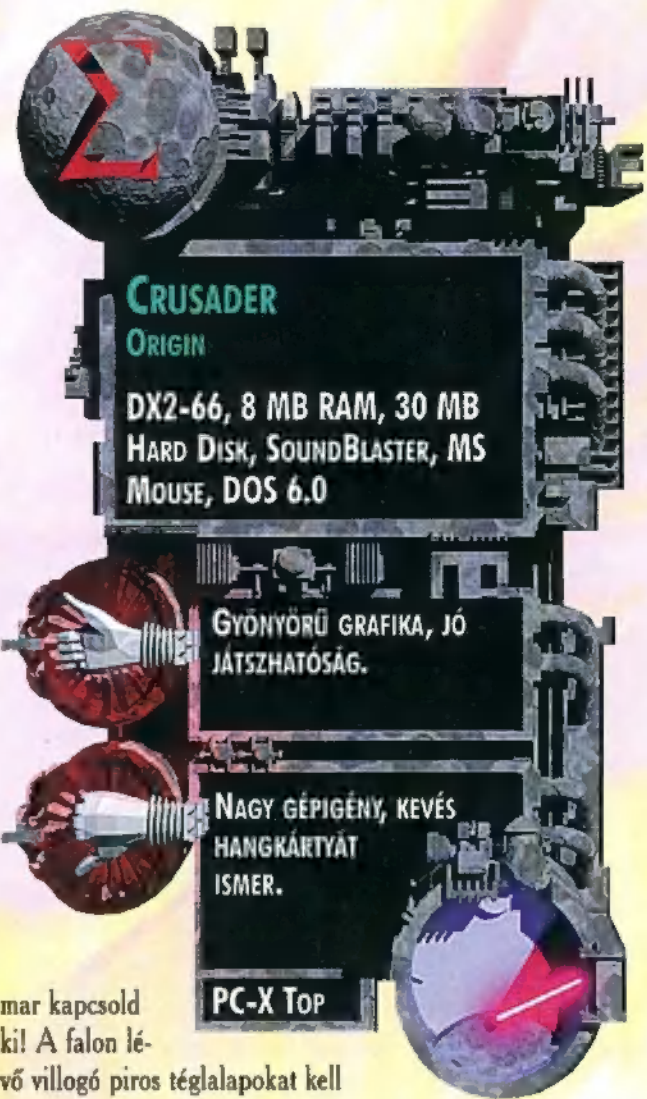 Σ
CRUSADER
ORIGIN
DX2-66, 8 MB RAM, 30 MB
HARD DISK, SOUNDBLASTER, MS
MOUSE, DOS 6.0
GYÖNYÖRŰ GRAFIKA, JÓ
JÁTSZHATÓSÁG.
NAGY GÉPIGÉNY, KEVÉS
HANGKÁRTYÁT
ISMER.
PC-X TOP
mar kapcsold
ki! A falon lé-
vő villogó piros téglalapokat kell